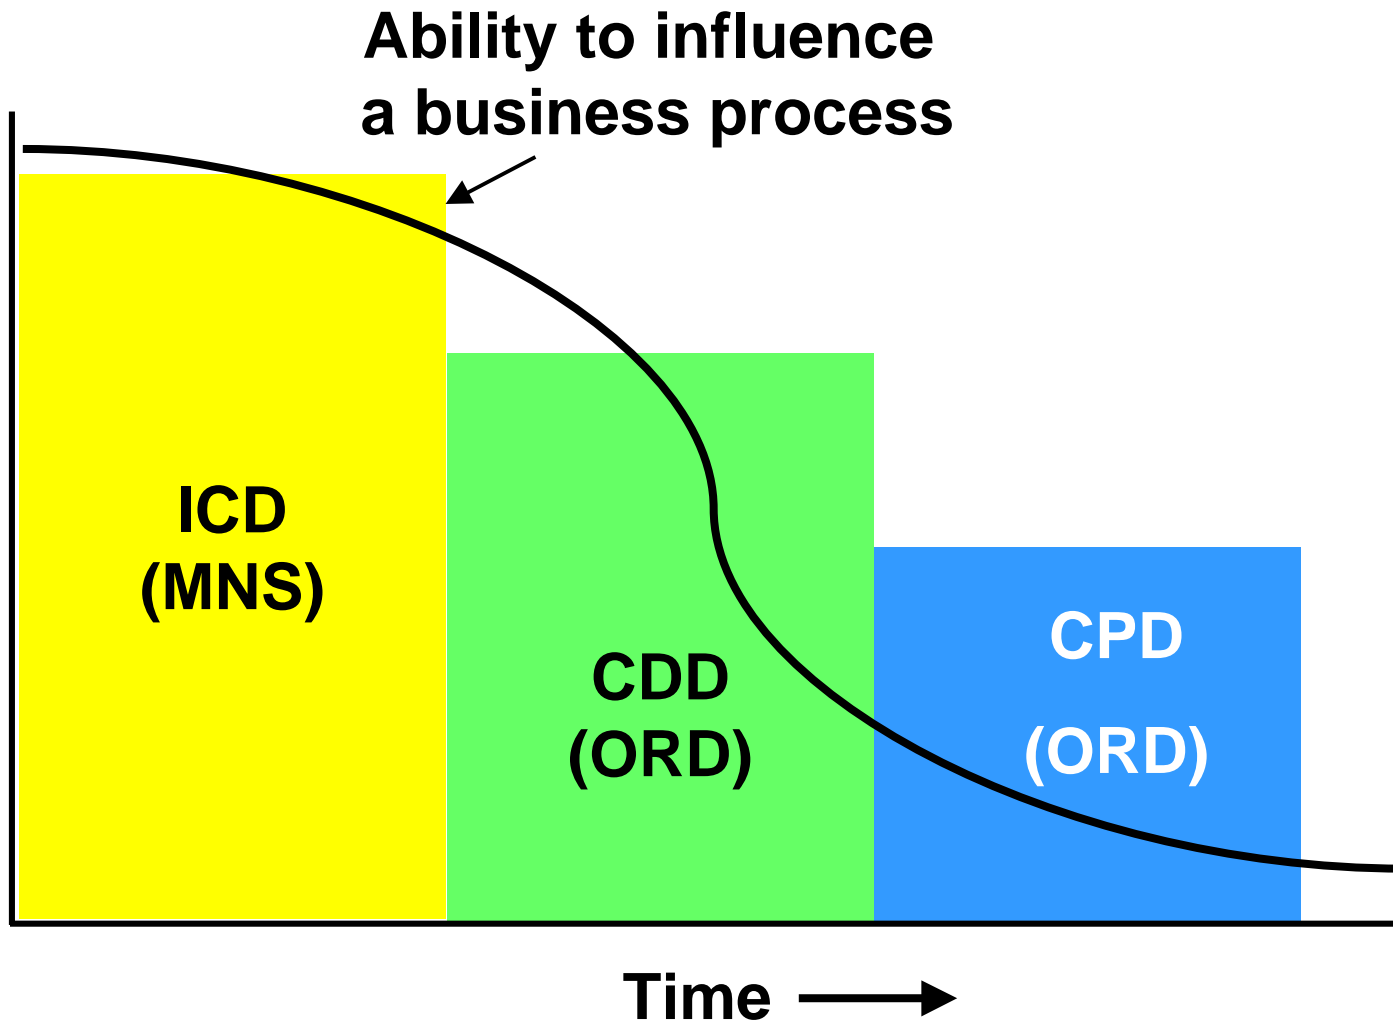 Ability to influence
a business process
ICD
(MNS)
CDD
(ORD)
CPD
(ORD)
Time